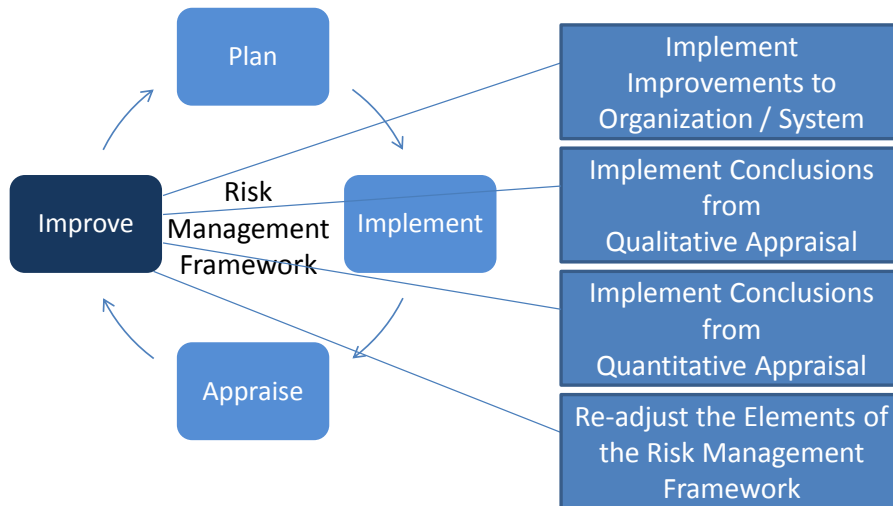 Plan
Improve
Risk
Management
Framework
Implement
Appraise
Implement
Improvements to
Organization / System
Implement Conclusions
from
Qualitative Appraisal
Implement Conclusions
from
Quantitative Appraisal
Re-adjust the Elements of
the Risk Management
Framework